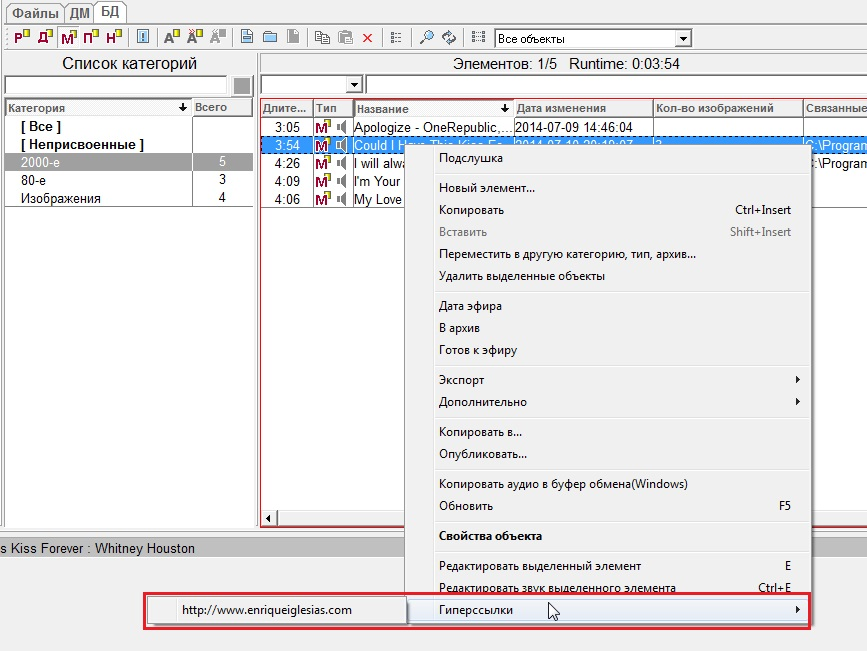 Файлы ДМ БД
Р Д М П Н А А А Все объекты
Список категорий
Элементов: 1/5 Runtime: 0:03:54
Категория Всего
Длите... Тип Название Дата изменения Кол-во изображений Связанные
[ Все ]
[ Неприсвоенные ]
2000-е 5
80-е 3
Изображения 4
3:05 М Apologize - OneRepublic,... 2014-07-09 14:46:04
3:54 М Could I Have This Kiss Fo C:\Program
4:26 М I will alwa C:\Program
4:09 М I'm Your
4:06 М My Love
Подслушка
Новый элемент...
Копировать Ctrl+Insert
Вставить Shift+Insert
Переместить в другую категорию, тип, архив...
Удалить выделенные объекты
Дата эфира
В архив
Готов к эфиру
Экспорт
Дополнительно
Копировать в...
Опубликовать...
Копировать аудио в буфер обмена(Windows)
Обновить F5
Свойства объекта
Редактировать выделенный элемент E
Редактировать звук выделенного элемента Ctrl+E
Гиперссылки
http://www.enriqueiglesias.com
s Kiss Forever : Whitney Houston